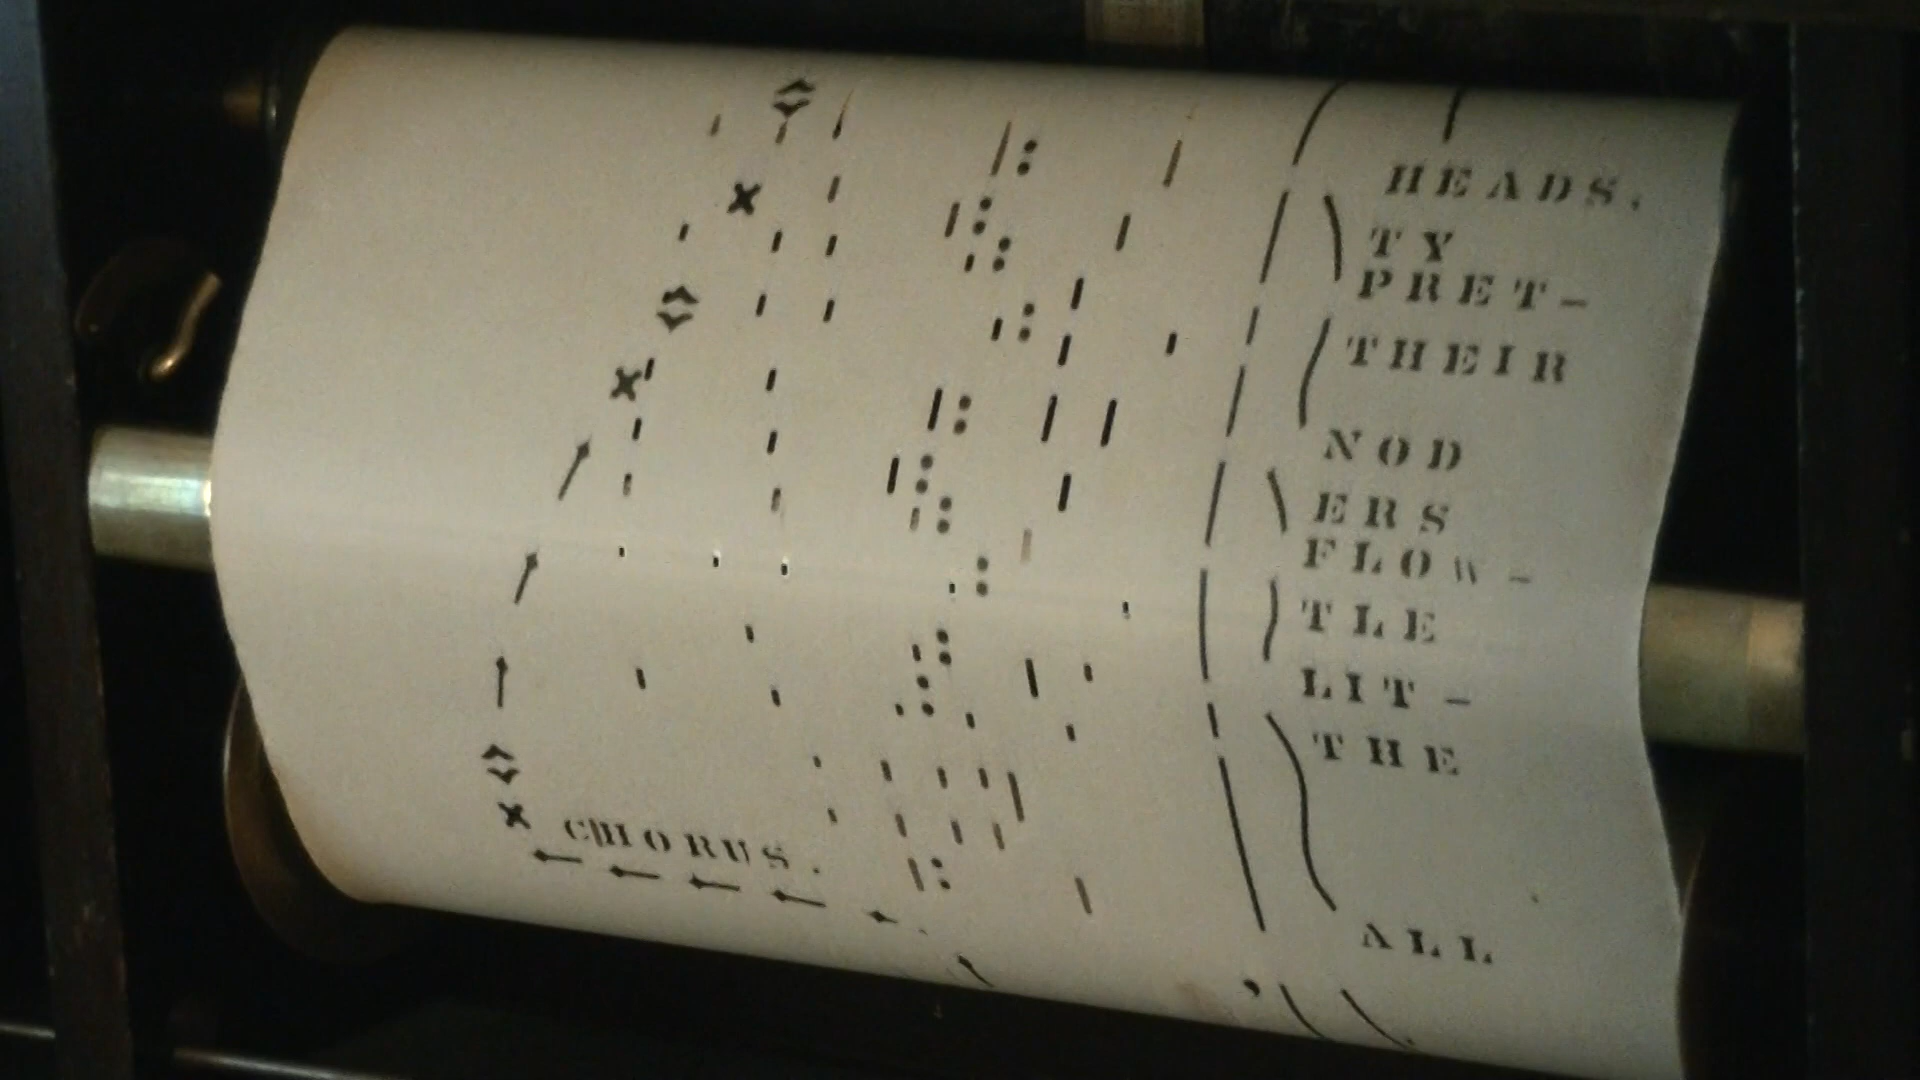 HEADS.
TY
PRET-
THEIR
NOD
ERS
FLOW-
TLE
LIT-
THE
CHORUS.
ALL